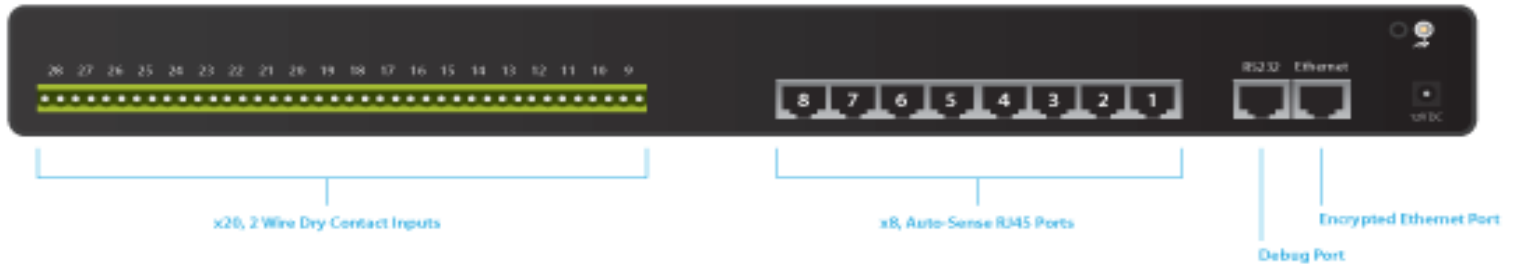 28 27 26 25 24 23 22 21 20 19 18 17 16 15 14 13 12 11 10 9
8 7 6 5 4 3 2 1
RS232 Ethernet
12V DC
x20, 2 Wire Dry Contact Inputs
x8, Auto-Sense RJ45 Ports
Encrypted Ethernet Port
Debug Port